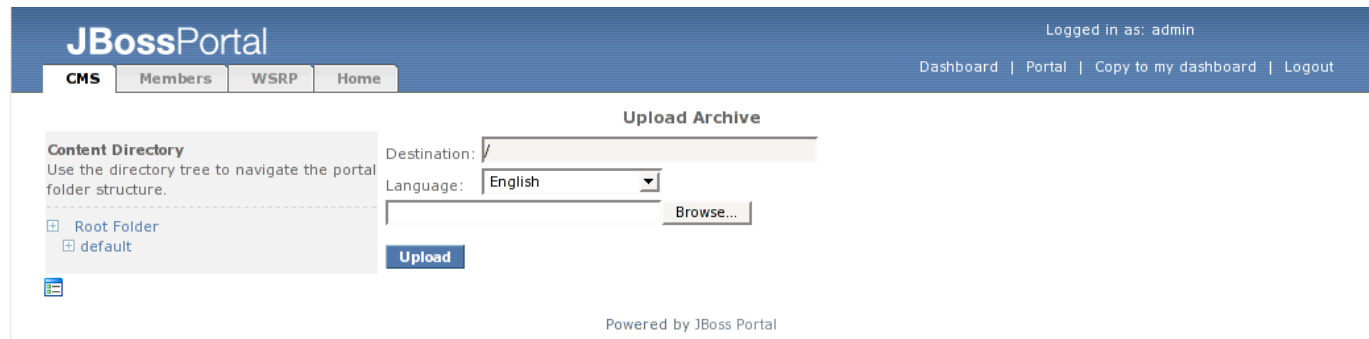 JBossPortal
Logged in as: admin
Dashboard | Portal | Copy to my dashboard | Logout
CMS Members WSRP Home
Upload Archive
Content Directory
Use the directory tree to navigate the portal
folder structure.
Root Folder
default
Destination: /
Language: English
Browse...
Upload
Powered by JBoss Portal